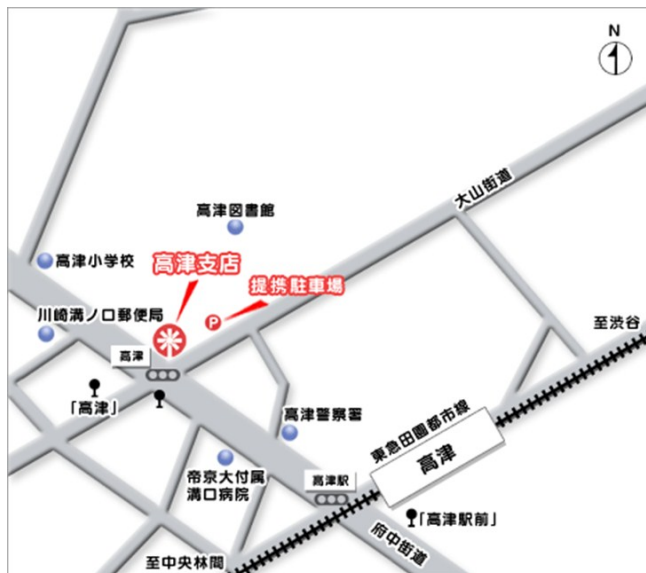 N
大山街道
高津図書館
高津小学校
高津支店
提携駐車場
P
川崎溝ノ口郵便局
至渋谷
高津
「高津」
高津警察署
東急田園都市線
高津
帝京大付属
溝口病院
高津駅
「高津駅前」
府中街道
至中央林間